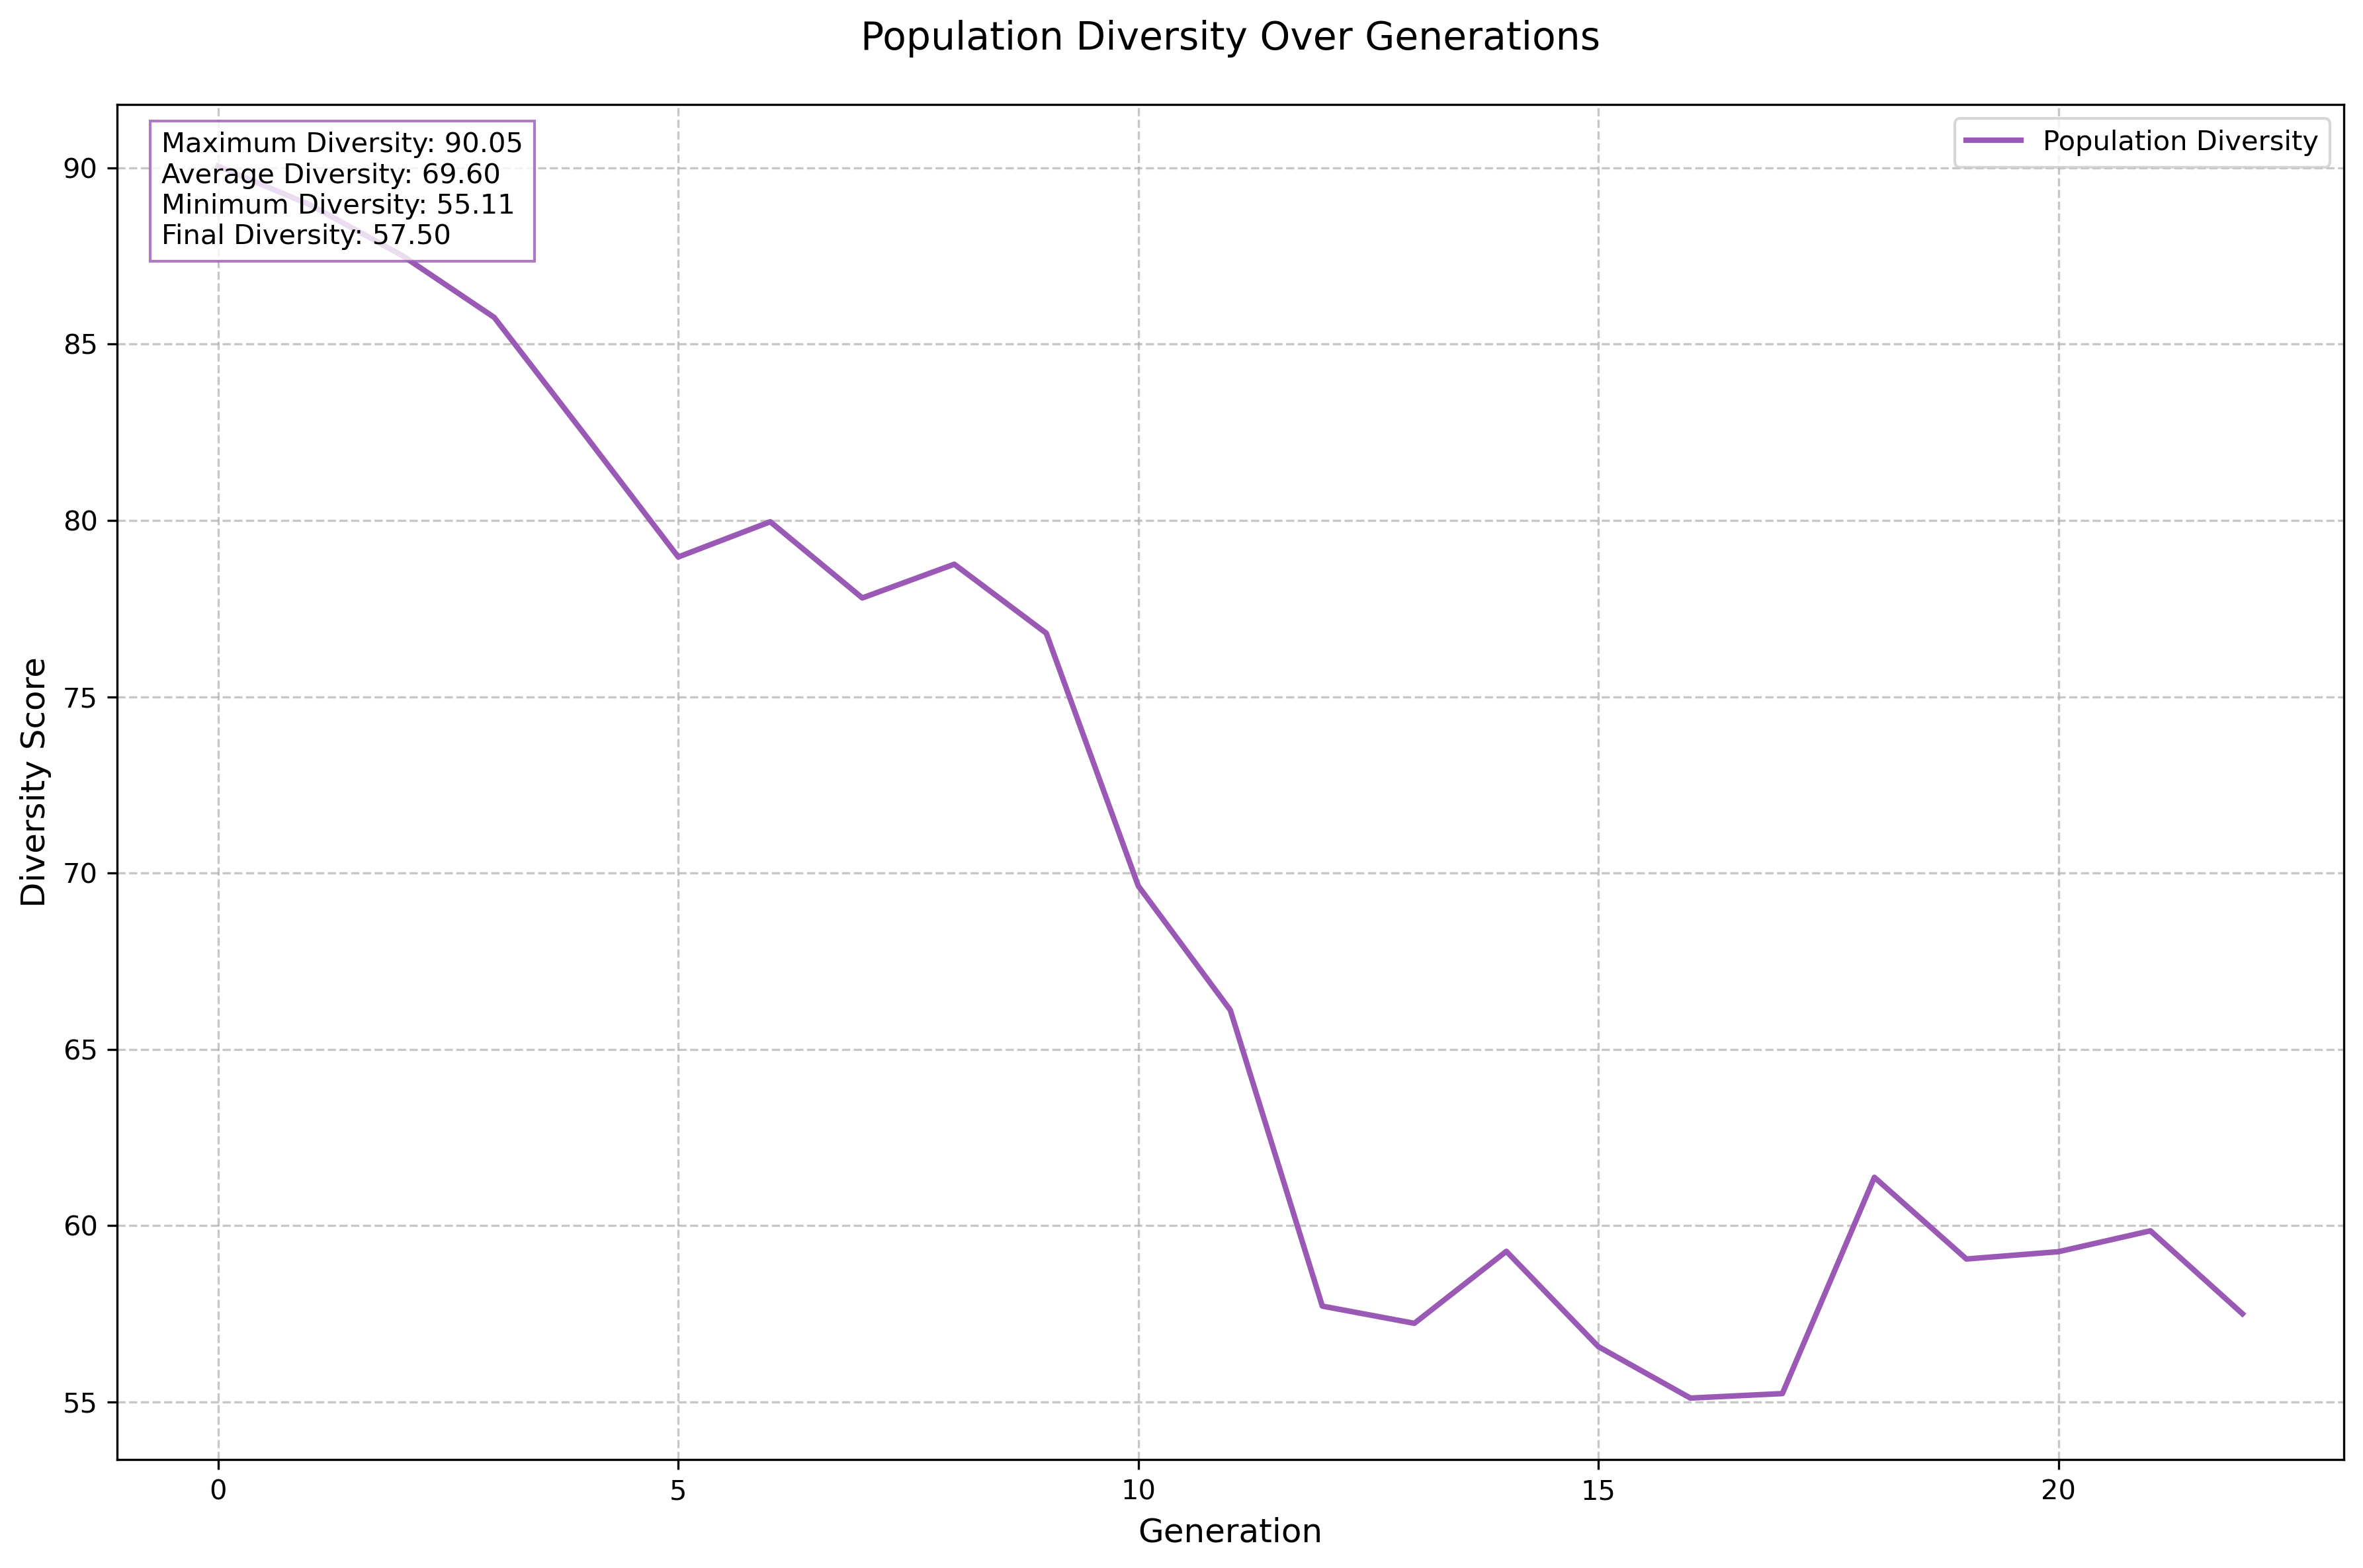 Population Diversity Over Generations
Maximum Diversity: 90.05
Average Diversity: 69.60
Minimum Diversity: 55.11
Final Diversity: 57.50
Population Diversity
Diversity Score
90
85
80
75
70
65
60
55
0 5 10 15 20
Generation